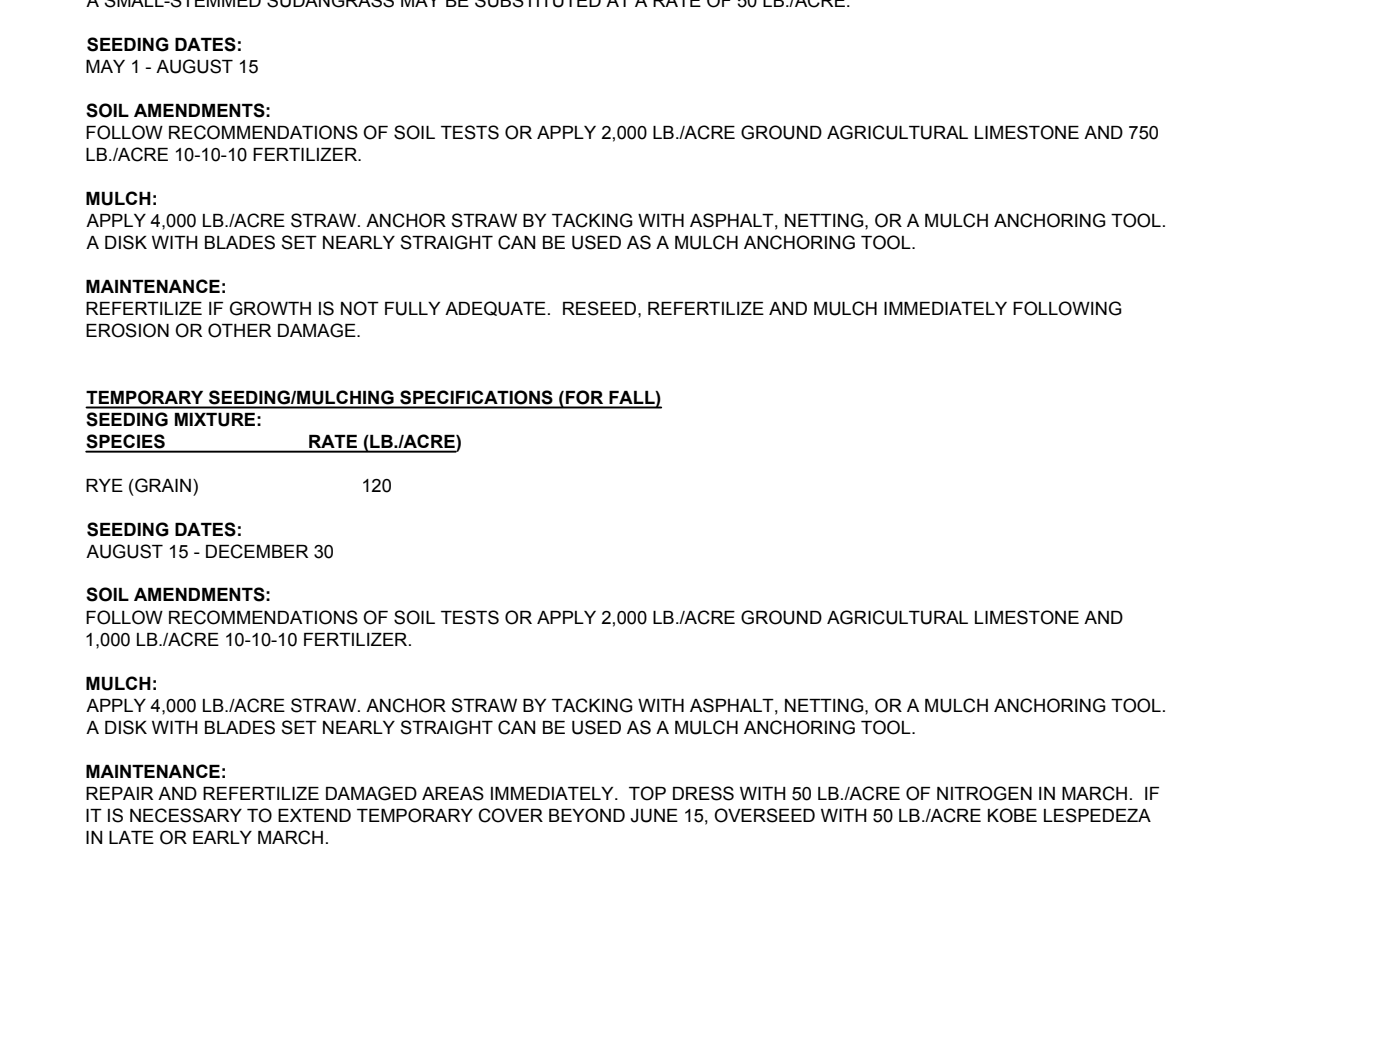 A SMALL-STEMMED SUDANGRASS MAY BE SUBSTITUTED AT A RATE OF 50 LB./ACRE.
SEEDING DATES:
MAY 1 - AUGUST 15
SOIL AMENDMENTS:
FOLLOW RECOMMENDATIONS OF SOIL TESTS OR APPLY 2,000 LB./ACRE GROUND AGRICULTURAL LIMESTONE AND 750
LB./ACRE 10-10-10 FERTILIZER.
MULCH:
APPLY 4,000 LB./ACRE STRAW. ANCHOR STRAW BY TACKING WITH ASPHALT, NETTING, OR A MULCH ANCHORING TOOL.
A DISK WITH BLADES SET NEARLY STRAIGHT CAN BE USED AS A MULCH ANCHORING TOOL.
MAINTENANCE:
REFERTILIZE IF GROWTH IS NOT FULLY ADEQUATE. RESEED, REFERTILIZE AND MULCH IMMEDIATELY FOLLOWING
EROSION OR OTHER DAMAGE.
TEMPORARY SEEDING/MULCHING SPECIFICATIONS (FOR FALL)
SEEDING MIXTURE:
SPECIES RATE (LB./ACRE)
RYE (GRAIN) 120
SEEDING DATES:
AUGUST 15 - DECEMBER 30
SOIL AMENDMENTS:
FOLLOW RECOMMENDATIONS OF SOIL TESTS OR APPLY 2,000 LB./ACRE GROUND AGRICULTURAL LIMESTONE AND
1,000 LB./ACRE 10-10-10 FERTILIZER.
MULCH:
APPLY 4,000 LB./ACRE STRAW. ANCHOR STRAW BY TACKING WITH ASPHALT, NETTING, OR A MULCH ANCHORING TOOL.
A DISK WITH BLADES SET NEARLY STRAIGHT CAN BE USED AS A MULCH ANCHORING TOOL.
MAINTENANCE:
REPAIR AND REFERTILIZE DAMAGED AREAS IMMEDIATELY. TOP DRESS WITH 50 LB./ACRE OF NITROGEN IN MARCH. IF
IT IS NECESSARY TO EXTEND TEMPORARY COVER BEYOND JUNE 15, OVERSEED WITH 50 LB./ACRE KOBE LESPEDEZA
IN LATE OR EARLY MARCH.